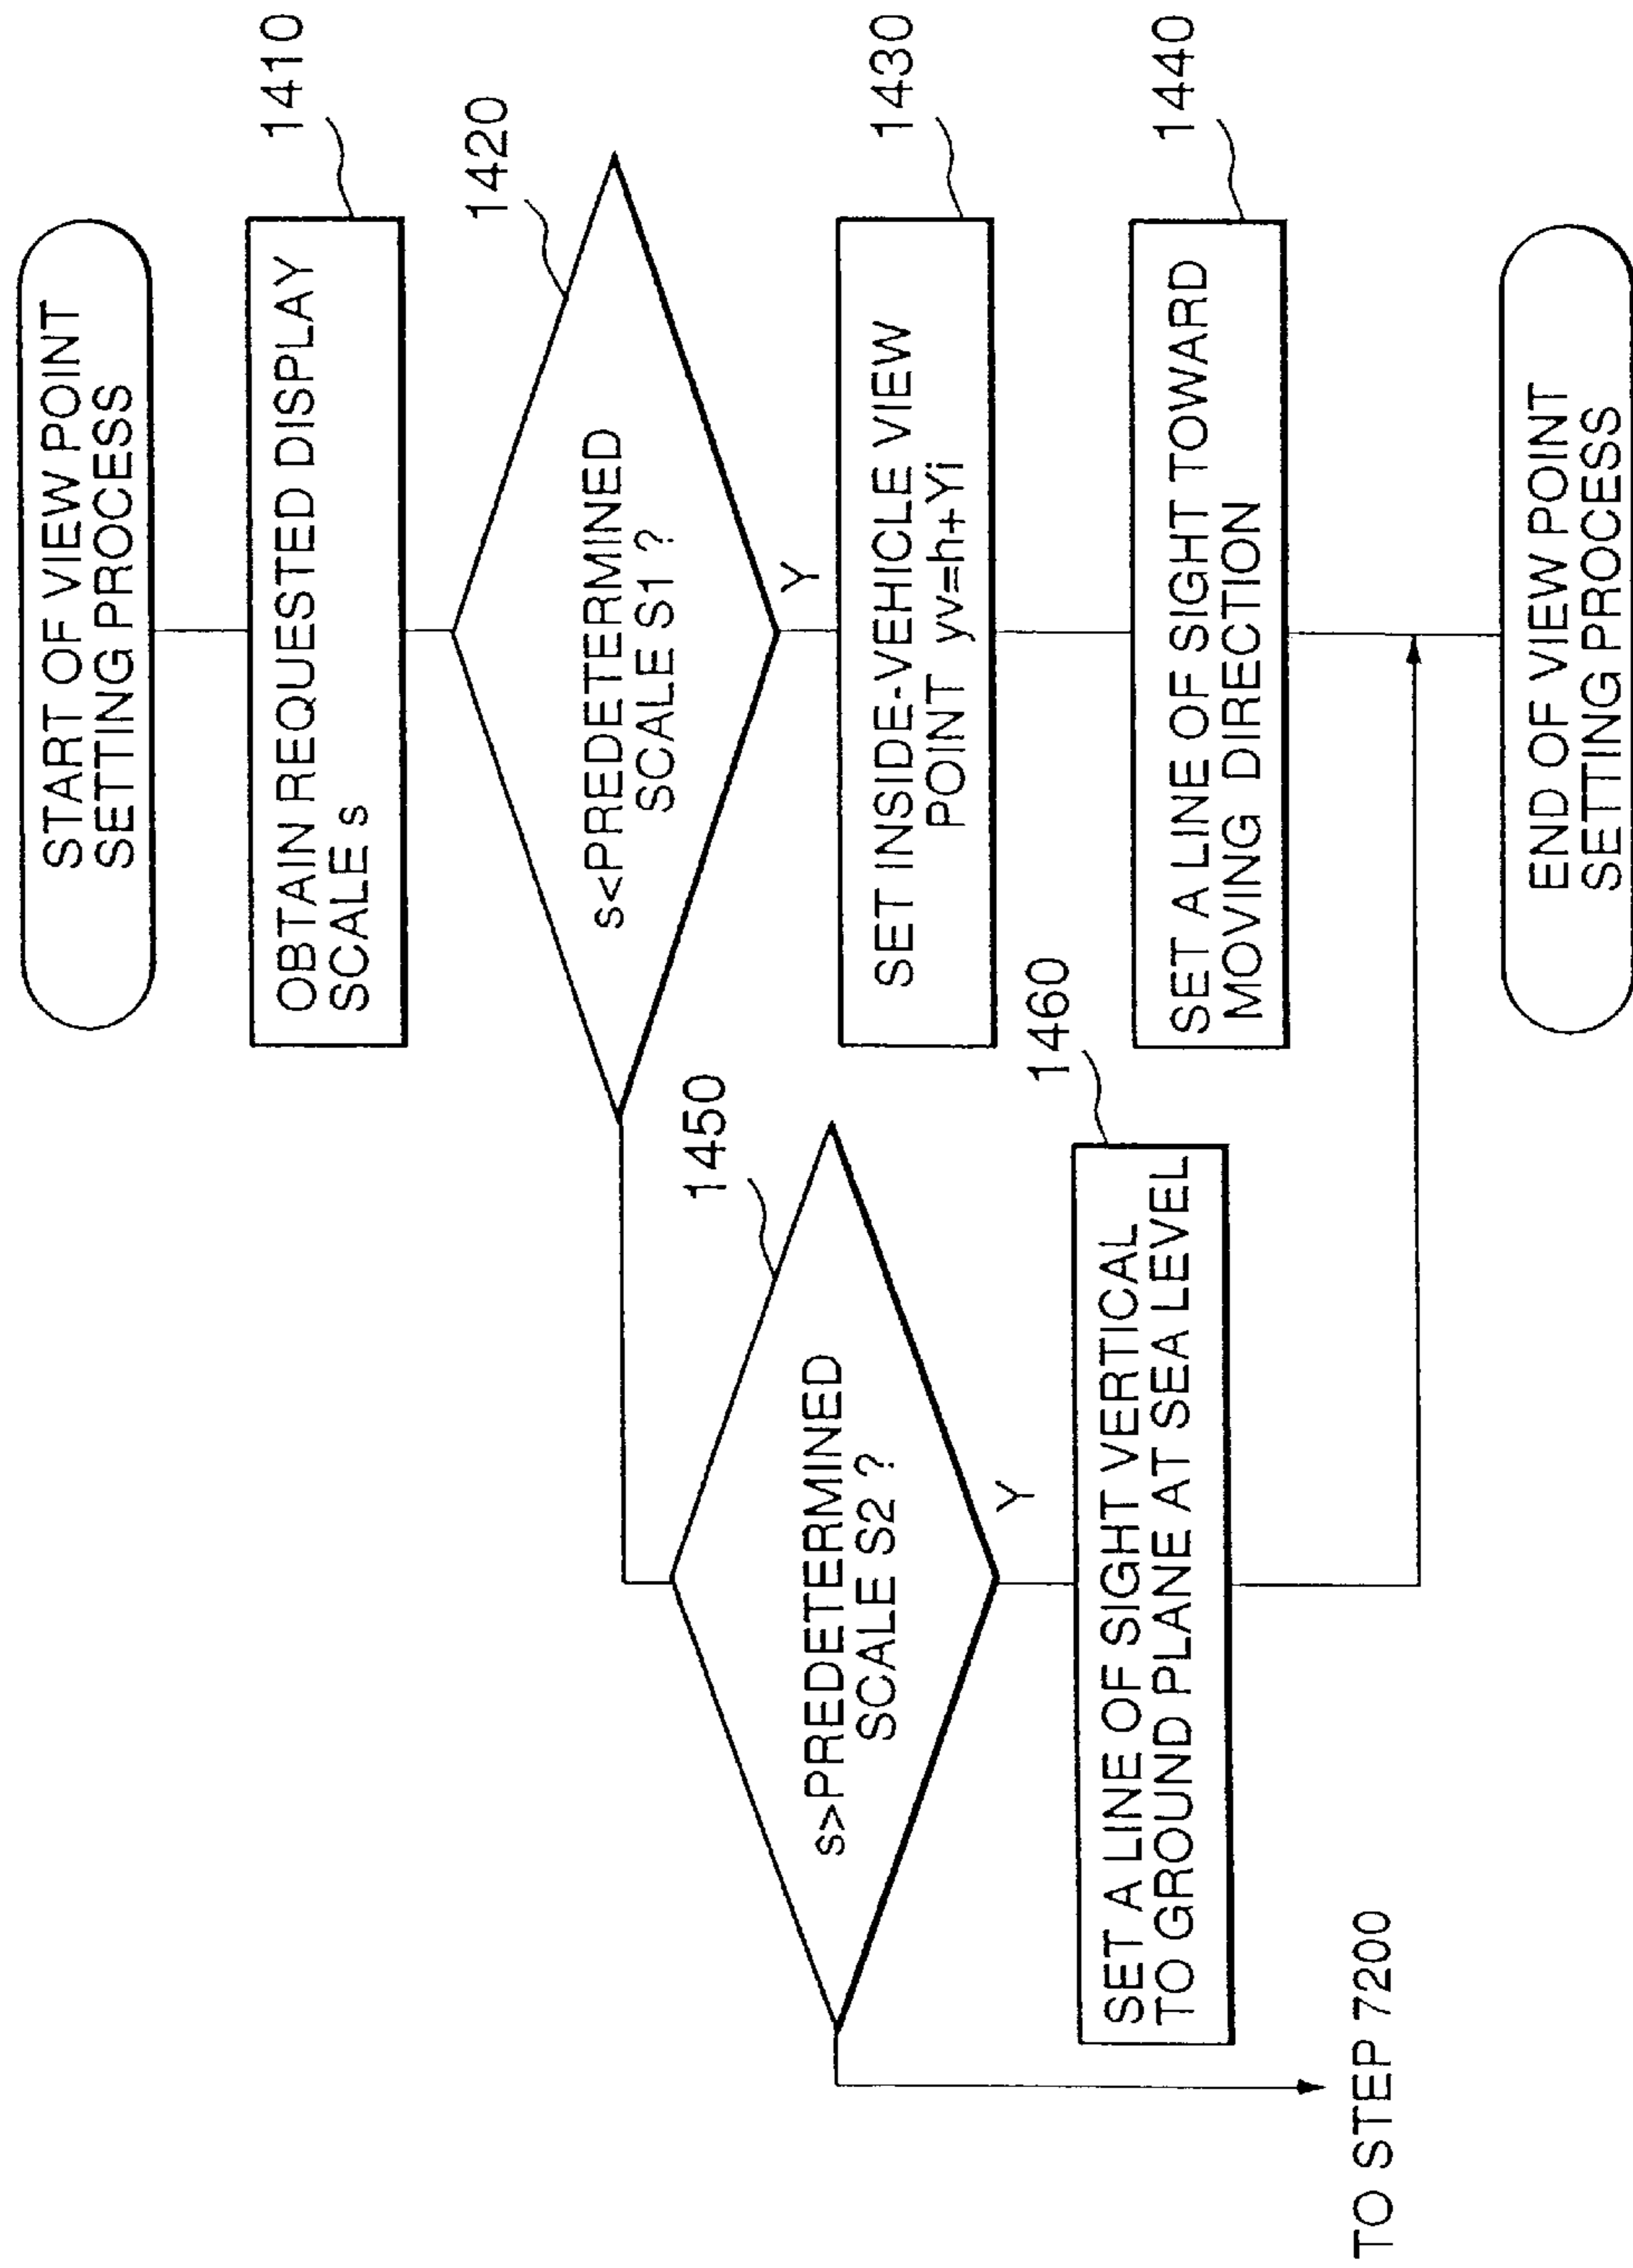 START OF VIEW POINT
SETTING PROCESS
1410
OBTAIN REQUESTED DISPLAY
SCALE s
1420
s<PREDETERMINED
SCALE S1 ?
Y
1430
SET INSIDE-VEHICLE VIEW
POINT yv=h+Yi
1440
SET A LINE OF SIGHT TOWARD
MOVING DIRECTION
1450
s>PREDETERMINED
SCALE S2 ?
Y
1460
SET A LINE OF SIGHT VERTICAL
TO GROUND PLANE AT SEA LEVEL
TO STEP 7200
END OF VIEW POINT
SETTING PROCESS